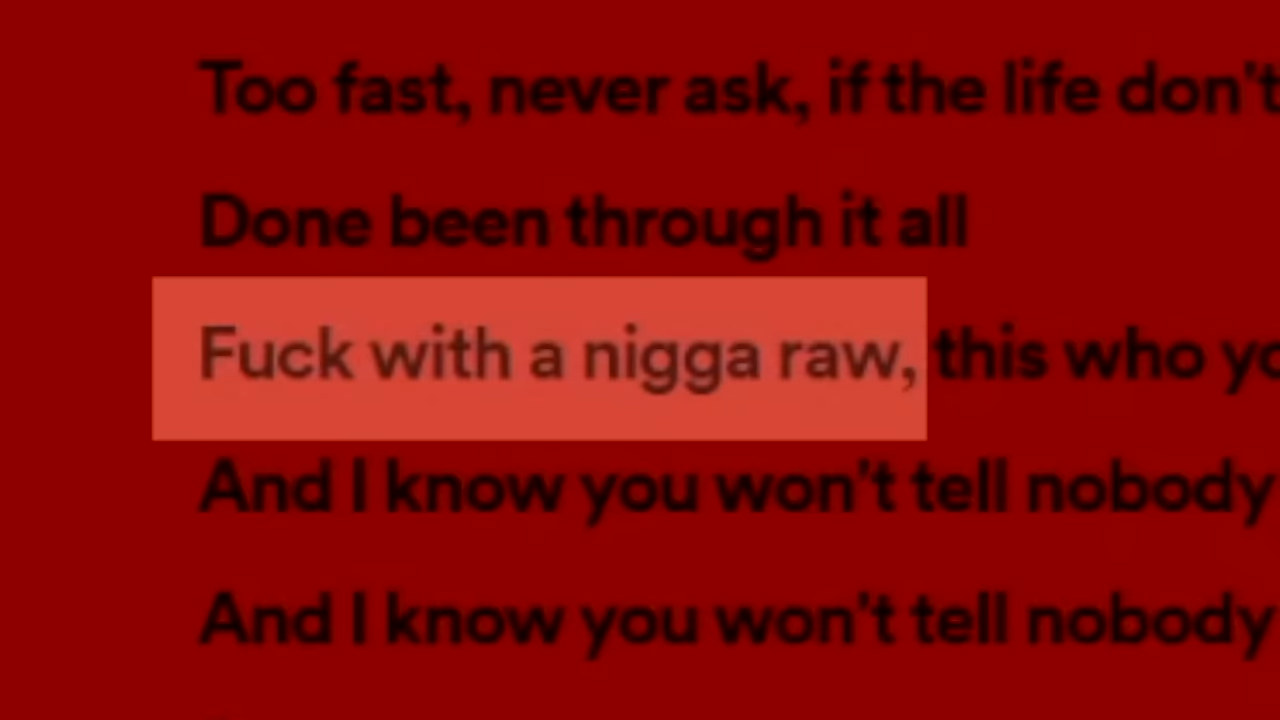 Too fast, never ask, if the life don't
Done been through it all
Fuck with a nigga raw, this who yo
And I know you won't tell nobody
And I know you won't tell nobody